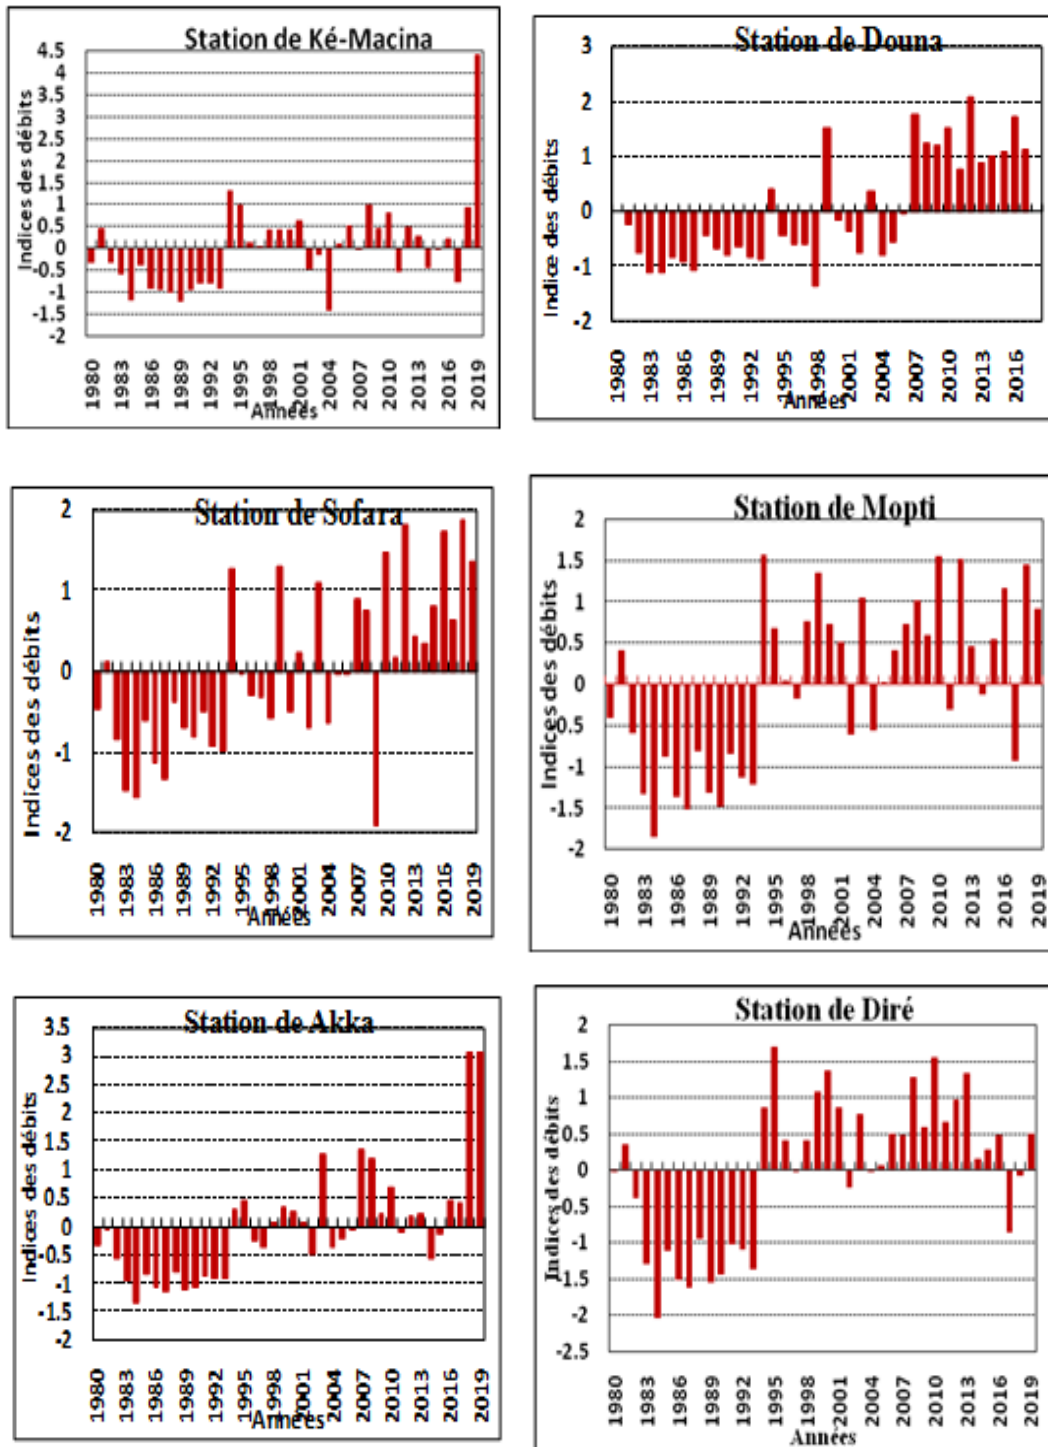 Station de Ké-Macina
Indices des débits
4.5
4
3.5
3
2.5
2
1.5
1
0.5
0
-0.5
-1
-1.5
-2
1980 1983 1986 1989 1992 1995 1998 2001 2004 2007 2010 2013 2016 2019
Années
Station de Douna
Indice des débits
3
2
1
0
-1
-2
1980 1983 1986 1989 1992 1995 1998 2001 2004 2007 2010 2013 2016
Années
Station de Sofara
Indices des débits
2
1
0
-1
-2
1980 1983 1986 1989 1992 1995 1998 2001 2004 2007 2010 2013 2016 2019
Années
Station de Mopti
Indices des débits
2
1.5
1
0.5
0
-0.5
-1
-1.5
-2
1980 1983 1986 1989 1992 1995 1998 2001 2004 2007 2010 2013 2016 2019
Années
Station de Akka
Indices des débits
3.5
3
2.5
2
1.5
1
0.5
0
-0.5
-1
-1.5
-2
1980 1983 1986 1989 1992 1995 1998 2001 2004 2007 2010 2013 2016 2019
Années
Station de Diré
Indices des débits
2
1.5
1
0.5
0
-0.5
-1
-1.5
-2
-2.5
1980 1983 1986 1989 1992 1995 1998 2001 2004 2007 2010 2013 2016 2019
Années